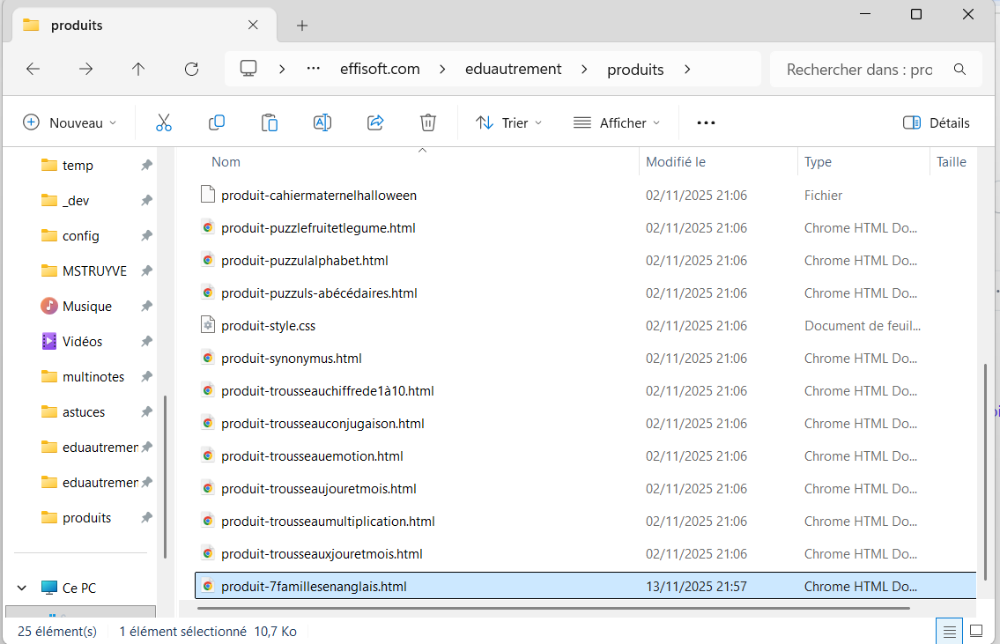 produits
effisoft.com eduautrement produits
Rechercher dans : pro
Nouveau Trier Afficher Détails
Nom Modifié le Type Taille
temp
_dev
config
MSTRUYVE
Musique
Vidéos
multinotes
astuces
eduautremen
eduautremen
produits
Ce PC
produit-cahiermaternelhalloween 02/11/2025 21:06 Fichier
produit-puzzlefruitetlegume.html 02/11/2025 21:06 Chrome HTML Do...
produit-puzzulalphabet.html 02/11/2025 21:06 Chrome HTML Do...
produit-puzzuls-abécédaires.html 02/11/2025 21:06 Chrome HTML Do...
produit-style.css 02/11/2025 21:06 Document de feuil...
produit-synonymus.html 02/11/2025 21:06 Chrome HTML Do...
produit-trousseauchiffrede1à10.html 02/11/2025 21:06 Chrome HTML Do...
produit-trousseauconjugaison.html 02/11/2025 21:06 Chrome HTML Do...
produit-trousseauemotion.html 02/11/2025 21:06 Chrome HTML Do...
produit-trousseaujouretmois.html 02/11/2025 21:06 Chrome HTML Do...
produit-trousseaumultiplication.html 02/11/2025 21:06 Chrome HTML Do...
produit-trousseauxjouretmois.html 02/11/2025 21:06 Chrome HTML Do...
produit-7famillesenanglais.html 13/11/2025 21:57 Chrome HTML Do...
25 élément(s) 1 élément sélectionné 10,7 Ko